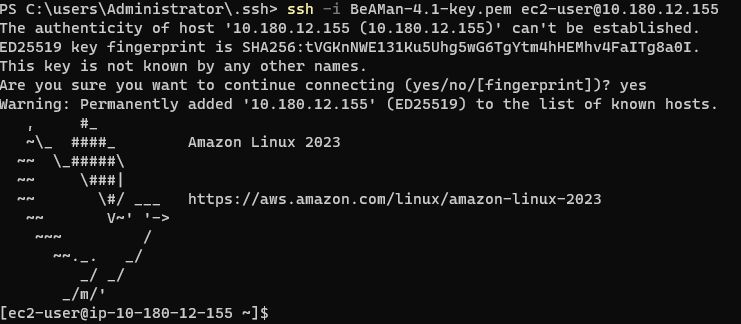 PS C:\users\Administrator\.ssh> ssh -i BeAMan-4.1-key.pem ec2-user@10.180.12.155
The authenticity of host '10.180.12.155 (10.180.12.155)' can't be established.
ED25519 key fingerprint is SHA256:tVGKnNWE131Ku5Uhg5wG6TgYtm4hHEMhv4FaITg8a0I.
This key is not known by any other names.
Are you sure you want to continue connecting (yes/no/[fingerprint])? yes
Warning: Permanently added '10.180.12.155' (ED25519) to the list of known hosts.
   ,     #_
   ~\_  ####_        Amazon Linux 2023
  ~~  \_#####\
  ~~     \###|
  ~~       \#/ ___   https://aws.amazon.com/linux/amazon-linux-2023
   ~~       V~' '->
    ~~~         /
      ~~._.   _/
         _/ _/
       _/m/'
[ec2-user@ip-10-180-12-155 ~]$